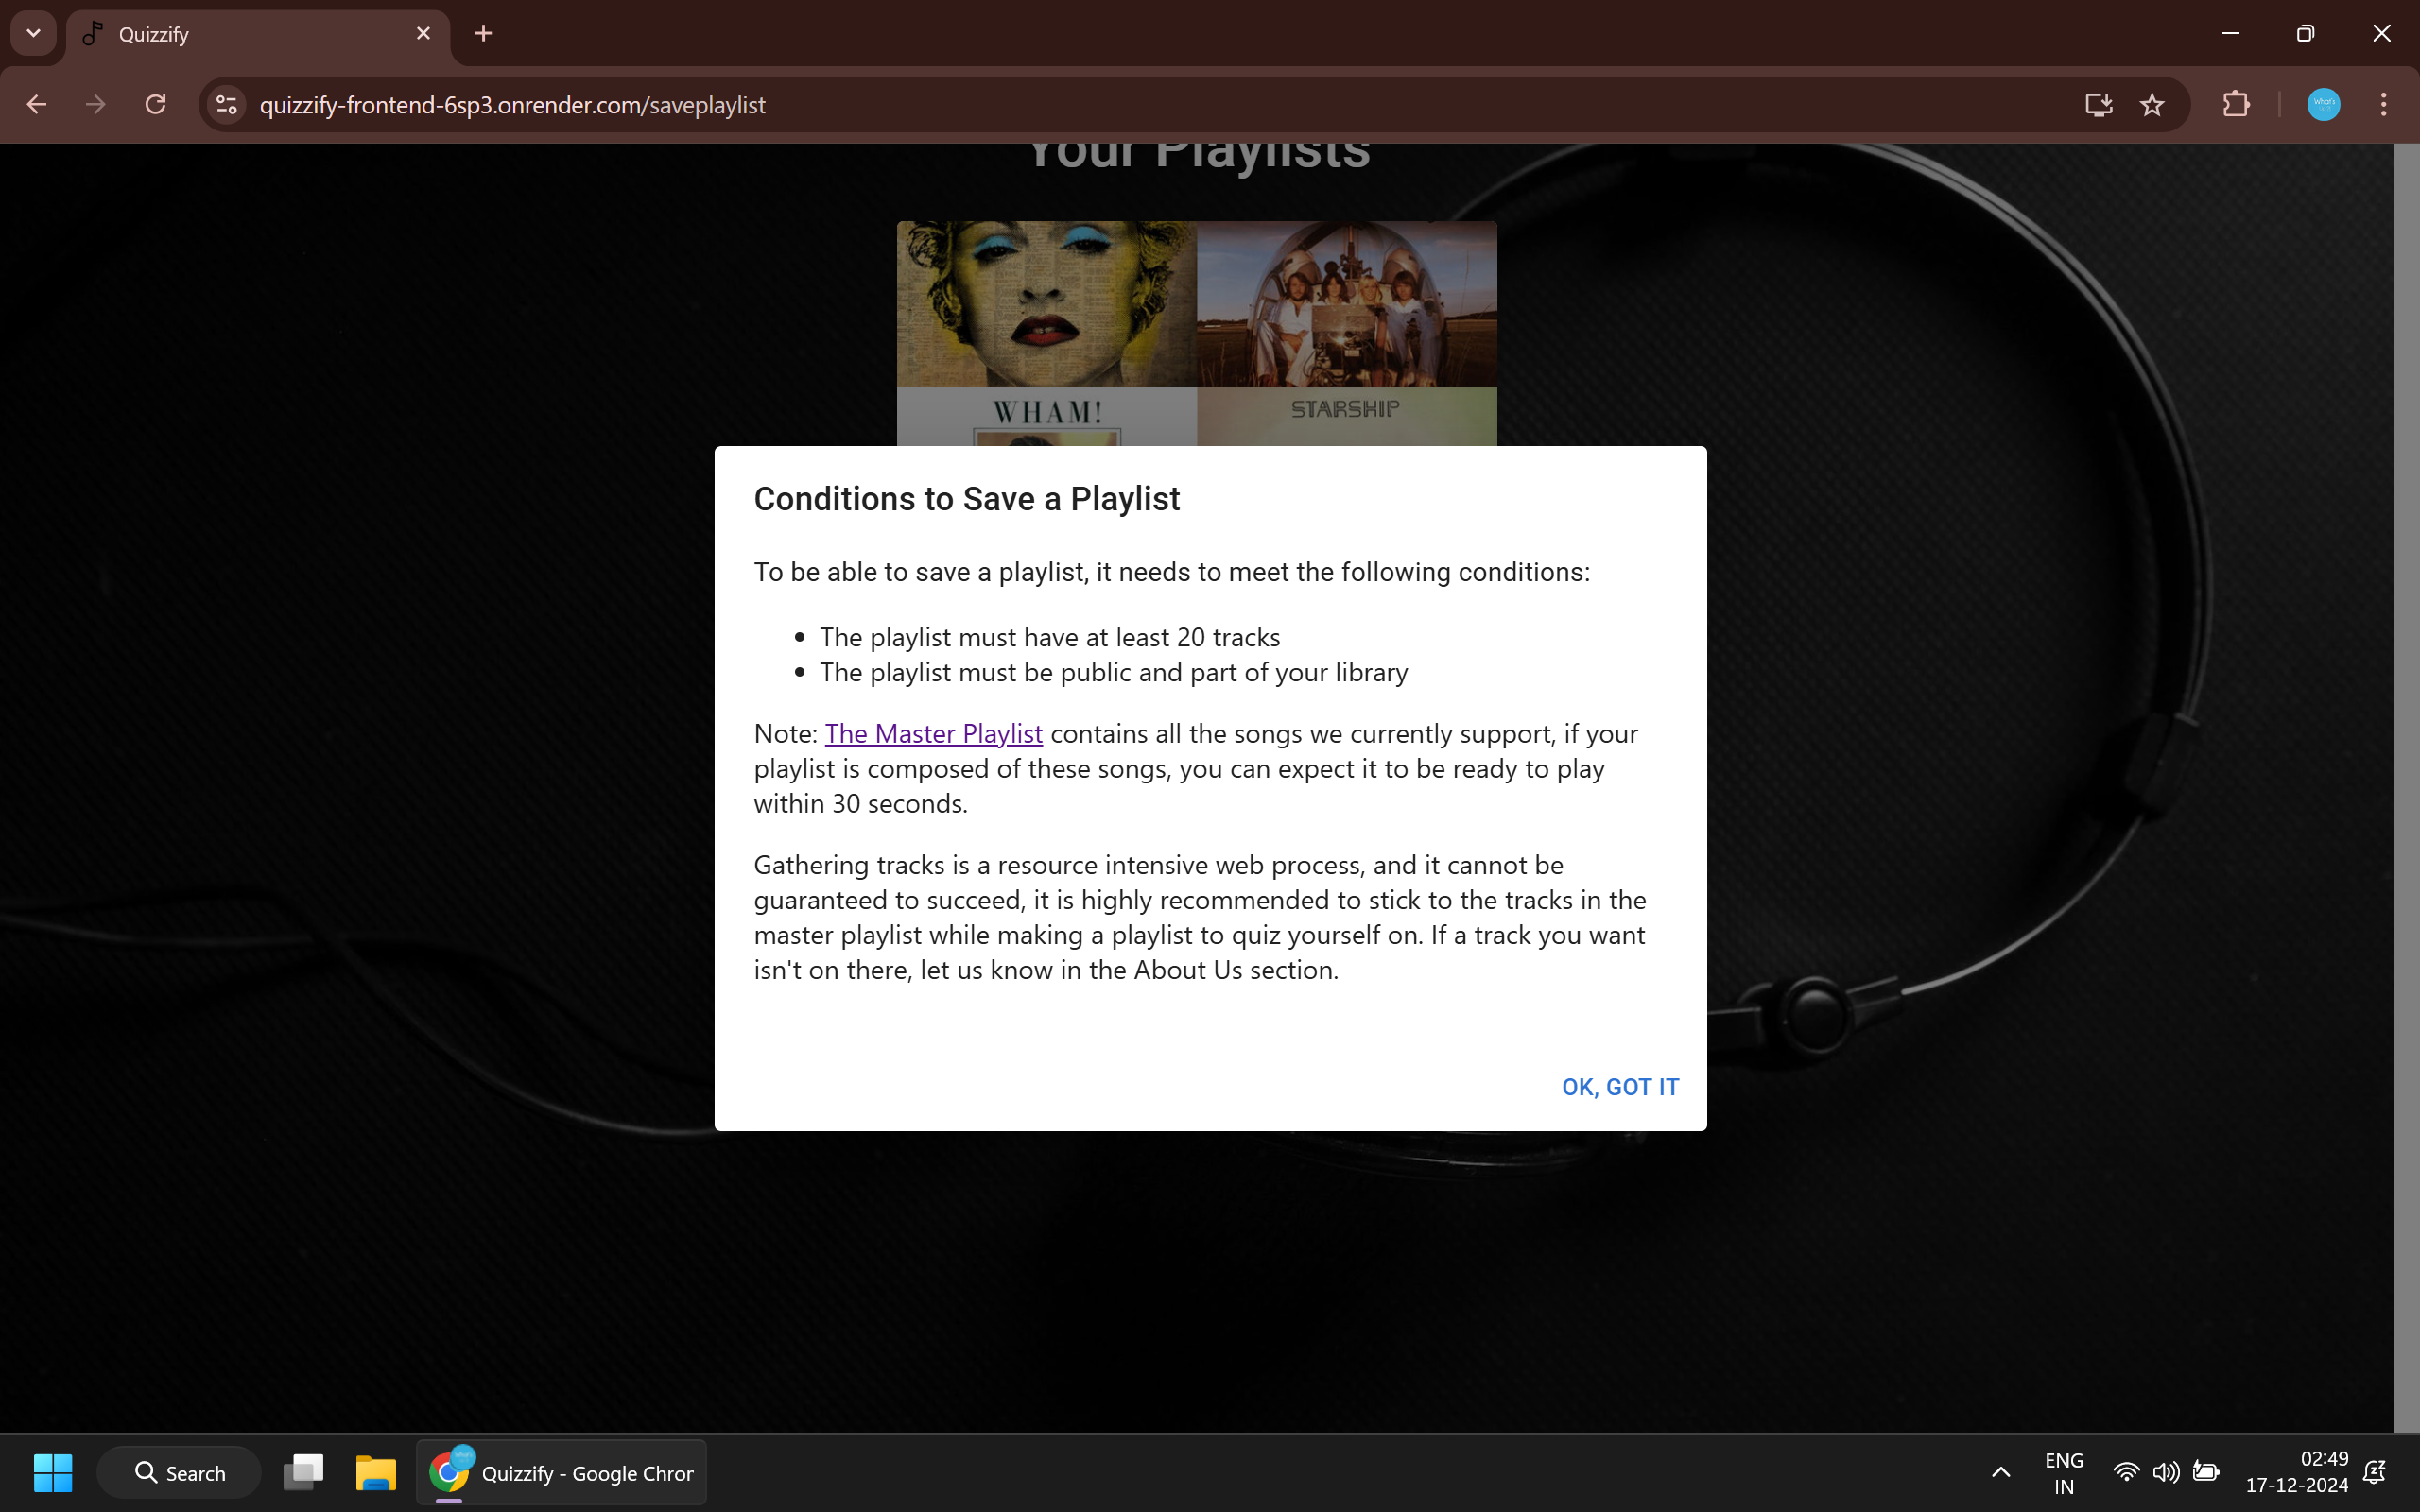 Quizzify
quizzify-frontend-6sp3.onrender.com/saveplaylist
What's
Your Playlists
WHAM!
STARSHIP
Conditions to Save a Playlist
To be able to save a playlist, it needs to meet the following conditions:
The playlist must have at least 20 tracks
The playlist must be public and part of your library
Note: The Master Playlist contains all the songs we currently support, if your
playlist is composed of these songs, you can expect it to be ready to play
within 30 seconds.
Gathering tracks is a resource intensive web process, and it cannot be
guaranteed to succeed, it is highly recommended to stick to the tracks in the
master playlist while making a playlist to quiz yourself on. If a track you want
isn't on there, let us know in the About Us section.
OK, GOT IT
Search
Quizzify - Google Chror
ENG
IN
02:49
17-12-2024